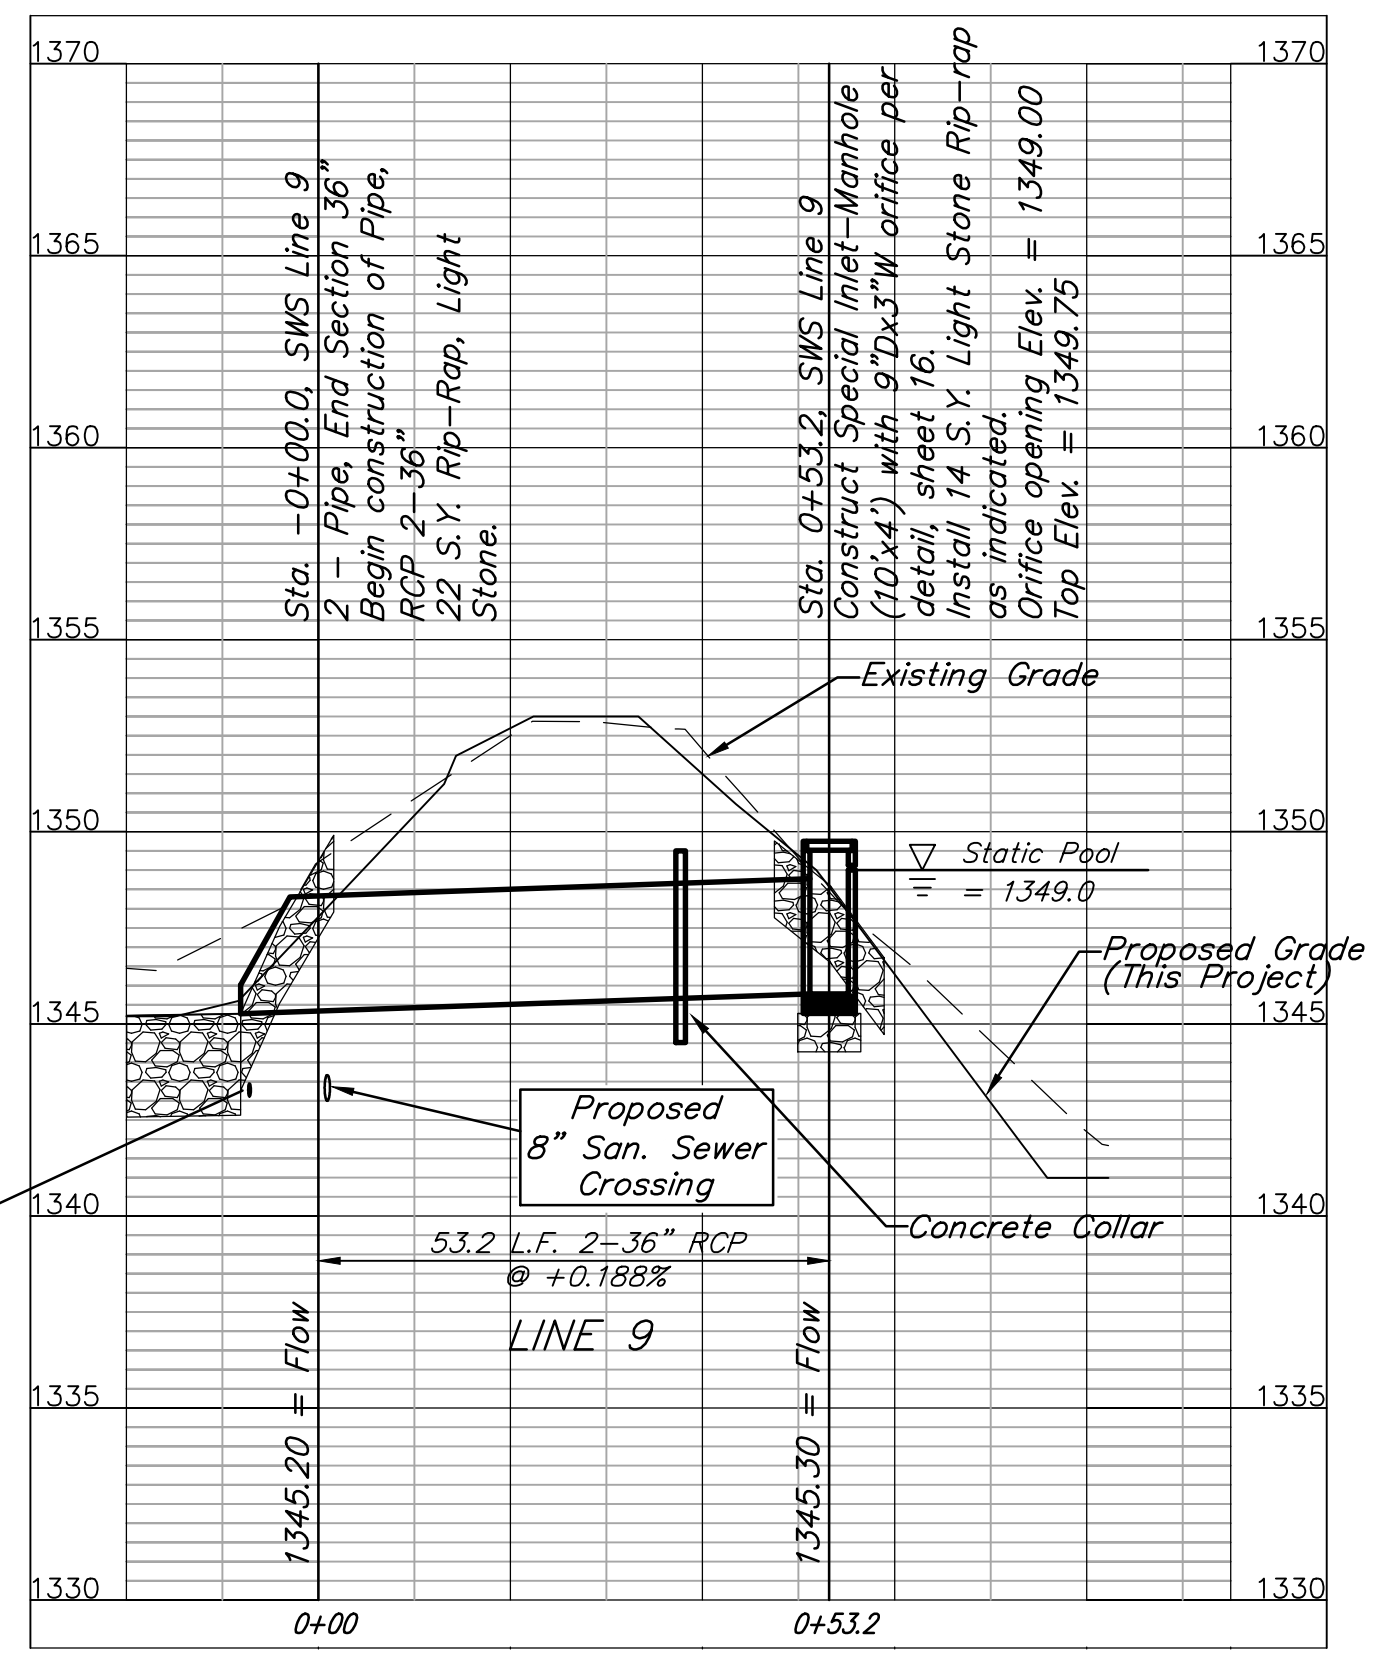 1370
1370
1365
1365
1360
1360
1355
1355
1350
1350
1345
1345
1340
1340
1335
1335
1330
1330
Sta. -0+00.0, SWS Line 9
2 - Pipe, End Section 36"
Begin construction of Pipe,
RCP 2-36"
22 S.Y. Rip-Rap, Light
Stone.
Sta. 0+53.2, SWS Line 9
Construct Special Inlet-Manhole
(10'x4') with 9"Dx3"W orifice per
detail, sheet 16.
Install 14 S.Y. Light Stone Rip-rap
as indicated.
Orifice opening Elev. = 1349.00
Top Elev. = 1349.75
Existing Grade
Static Pool
= 1349.0
Proposed Grade
(This Project)
Proposed
8" San. Sewer
Crossing
Concrete Collar
53.2 L.F. 2-36" RCP
@ +0.188%
LINE 9
1345.20 = Flow
1345.30 = Flow
0+00
0+53.2